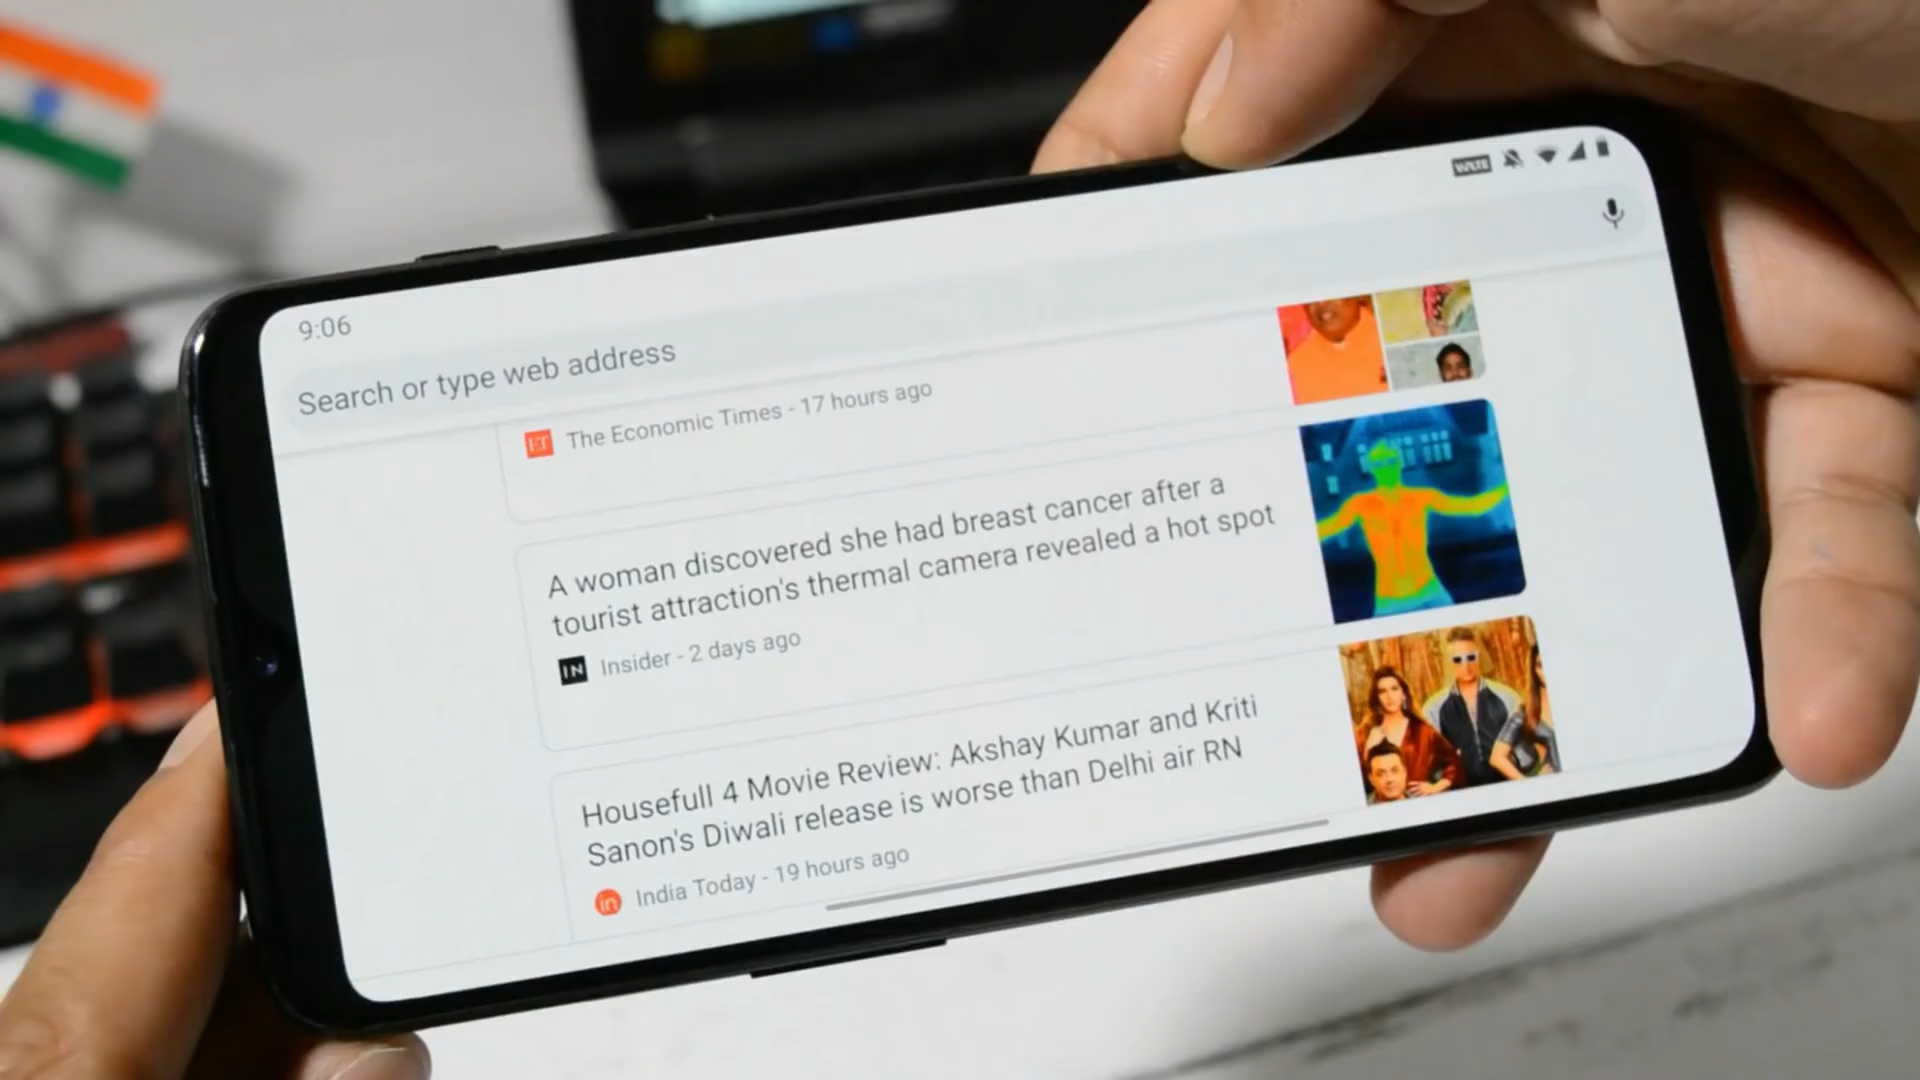 9:06
Search or type web address
ET The Economic Times - 17 hours ago
A woman discovered she had breast cancer after a
tourist attraction's thermal camera revealed a hot spot
IN Insider - 2 days ago
Housefull 4 Movie Review: Akshay Kumar and Kriti
Sanon's Diwali release is worse than Delhi air RN
in India Today - 19 hours ago